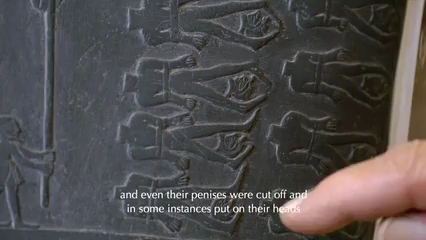 and even their penises were cut off and
in some instances put on their heads